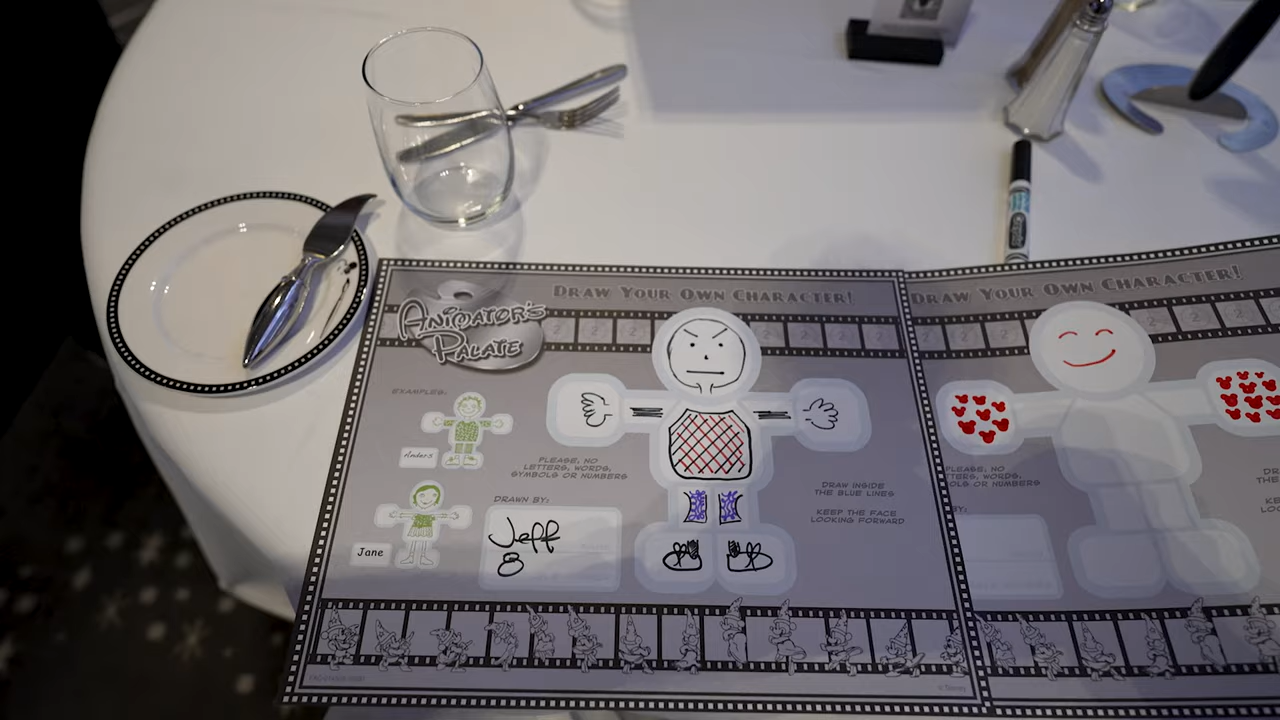 DRAW YOUR OWN CHARACTER!
ANIMATOR'S
PALATE
EXAMPLES:
Anders
Jane
PLEASE, NO
LETTERS, WORDS,
SYMBOLS OR NUMBERS
DRAWN BY:
Jeff
8
DRAW INSIDE
THE BLUE LINES
KEEP THE FACE
LOOKING FORWARD
© Disney
DRAW YOUR OWN CHARACTER!
PLEASE, NO
LETTERS, WORDS,
OLS OR NUMBERS
BY: